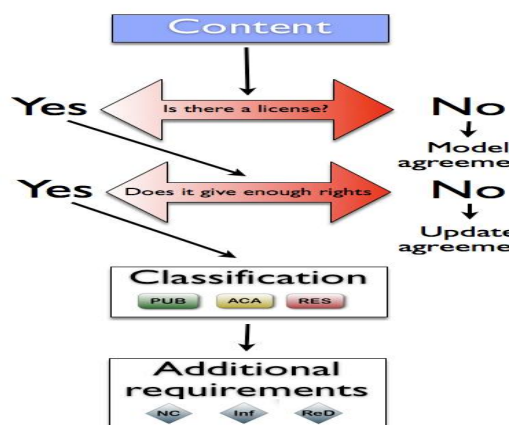 Content
Yes
Is there a license?
No
Model
agreeme
Yes
Does it give enough rights
No
Update
agreeme
Classification
PUB ACA RES
Additional
requirements
NC Inf ReD